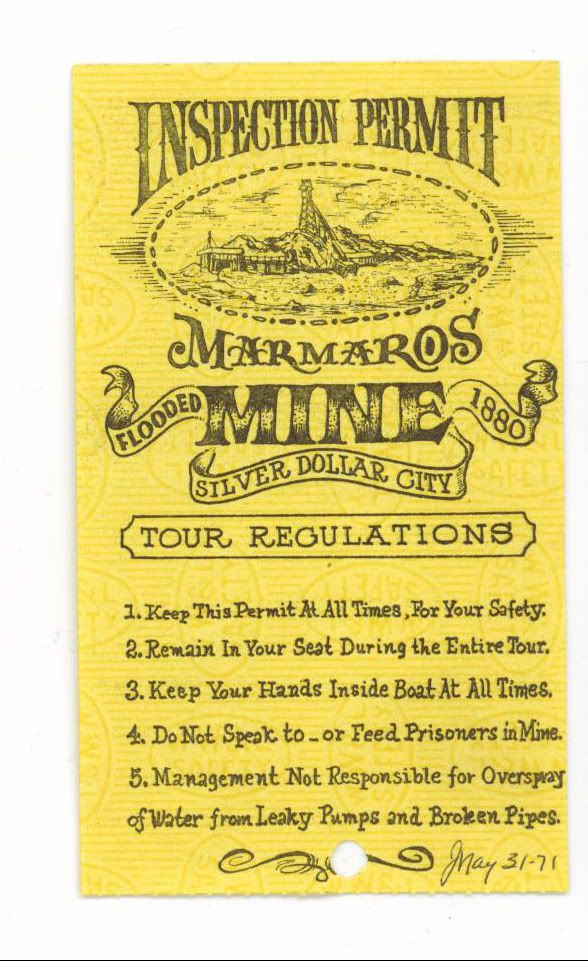 INSPECTION PERMIT
MARMAROS
FLOODED MINE 1880
SILVER DOLLAR CITY
TOUR REGULATIONS
1. Keep This Permit At All Times, For Your Safety.
2. Remain In Your Seat During the Entire Tour.
3. Keep Your Hands Inside Boat At All Times.
4. Do Not Speak to - or Feed Prisoners in Mine.
5. Management Not Responsible for Overspray
of Water from Leaky Pumps and Broken Pipes.
May 31-71